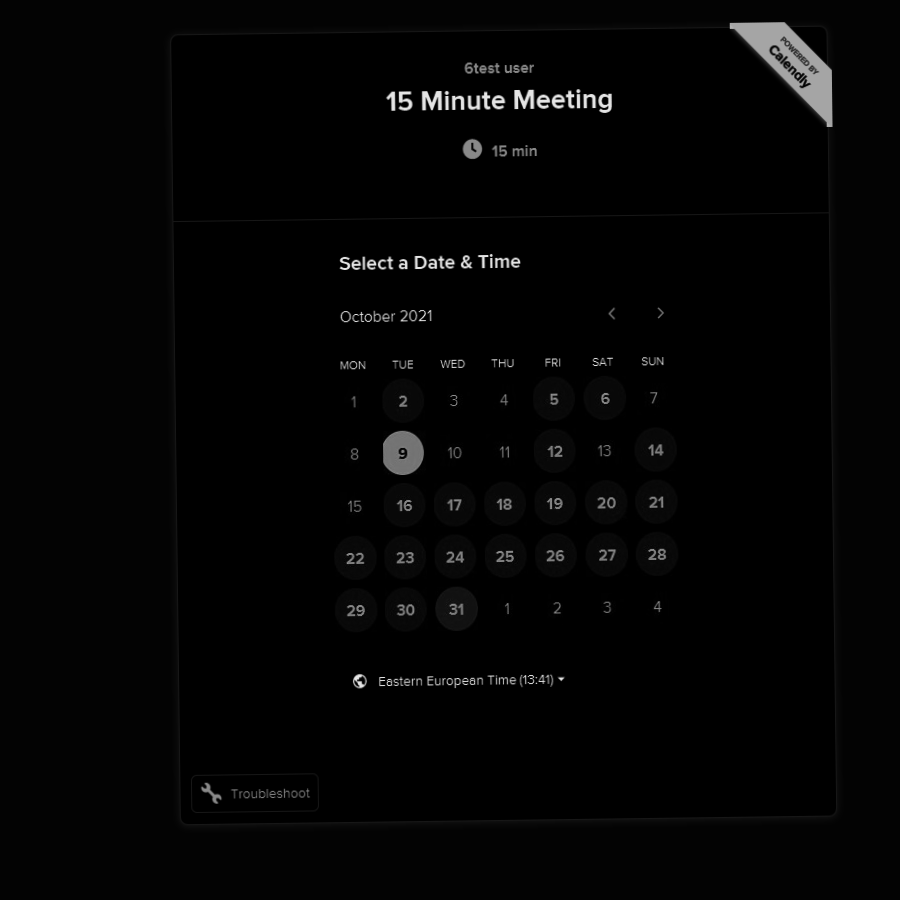 POWERED BY
Calendly
6test user
15 Minute Meeting
15 min
Select a Date & Time
October 2021
MON TUE WED THU FRI SAT SUN
1 2 3 4 5 6 7
8 9 10 11 12 13 14
15 16 17 18 19 20 21
22 23 24 25 26 27 28
29 30 31 1 2 3 4
Eastern European Time (13:41)
Troubleshoot